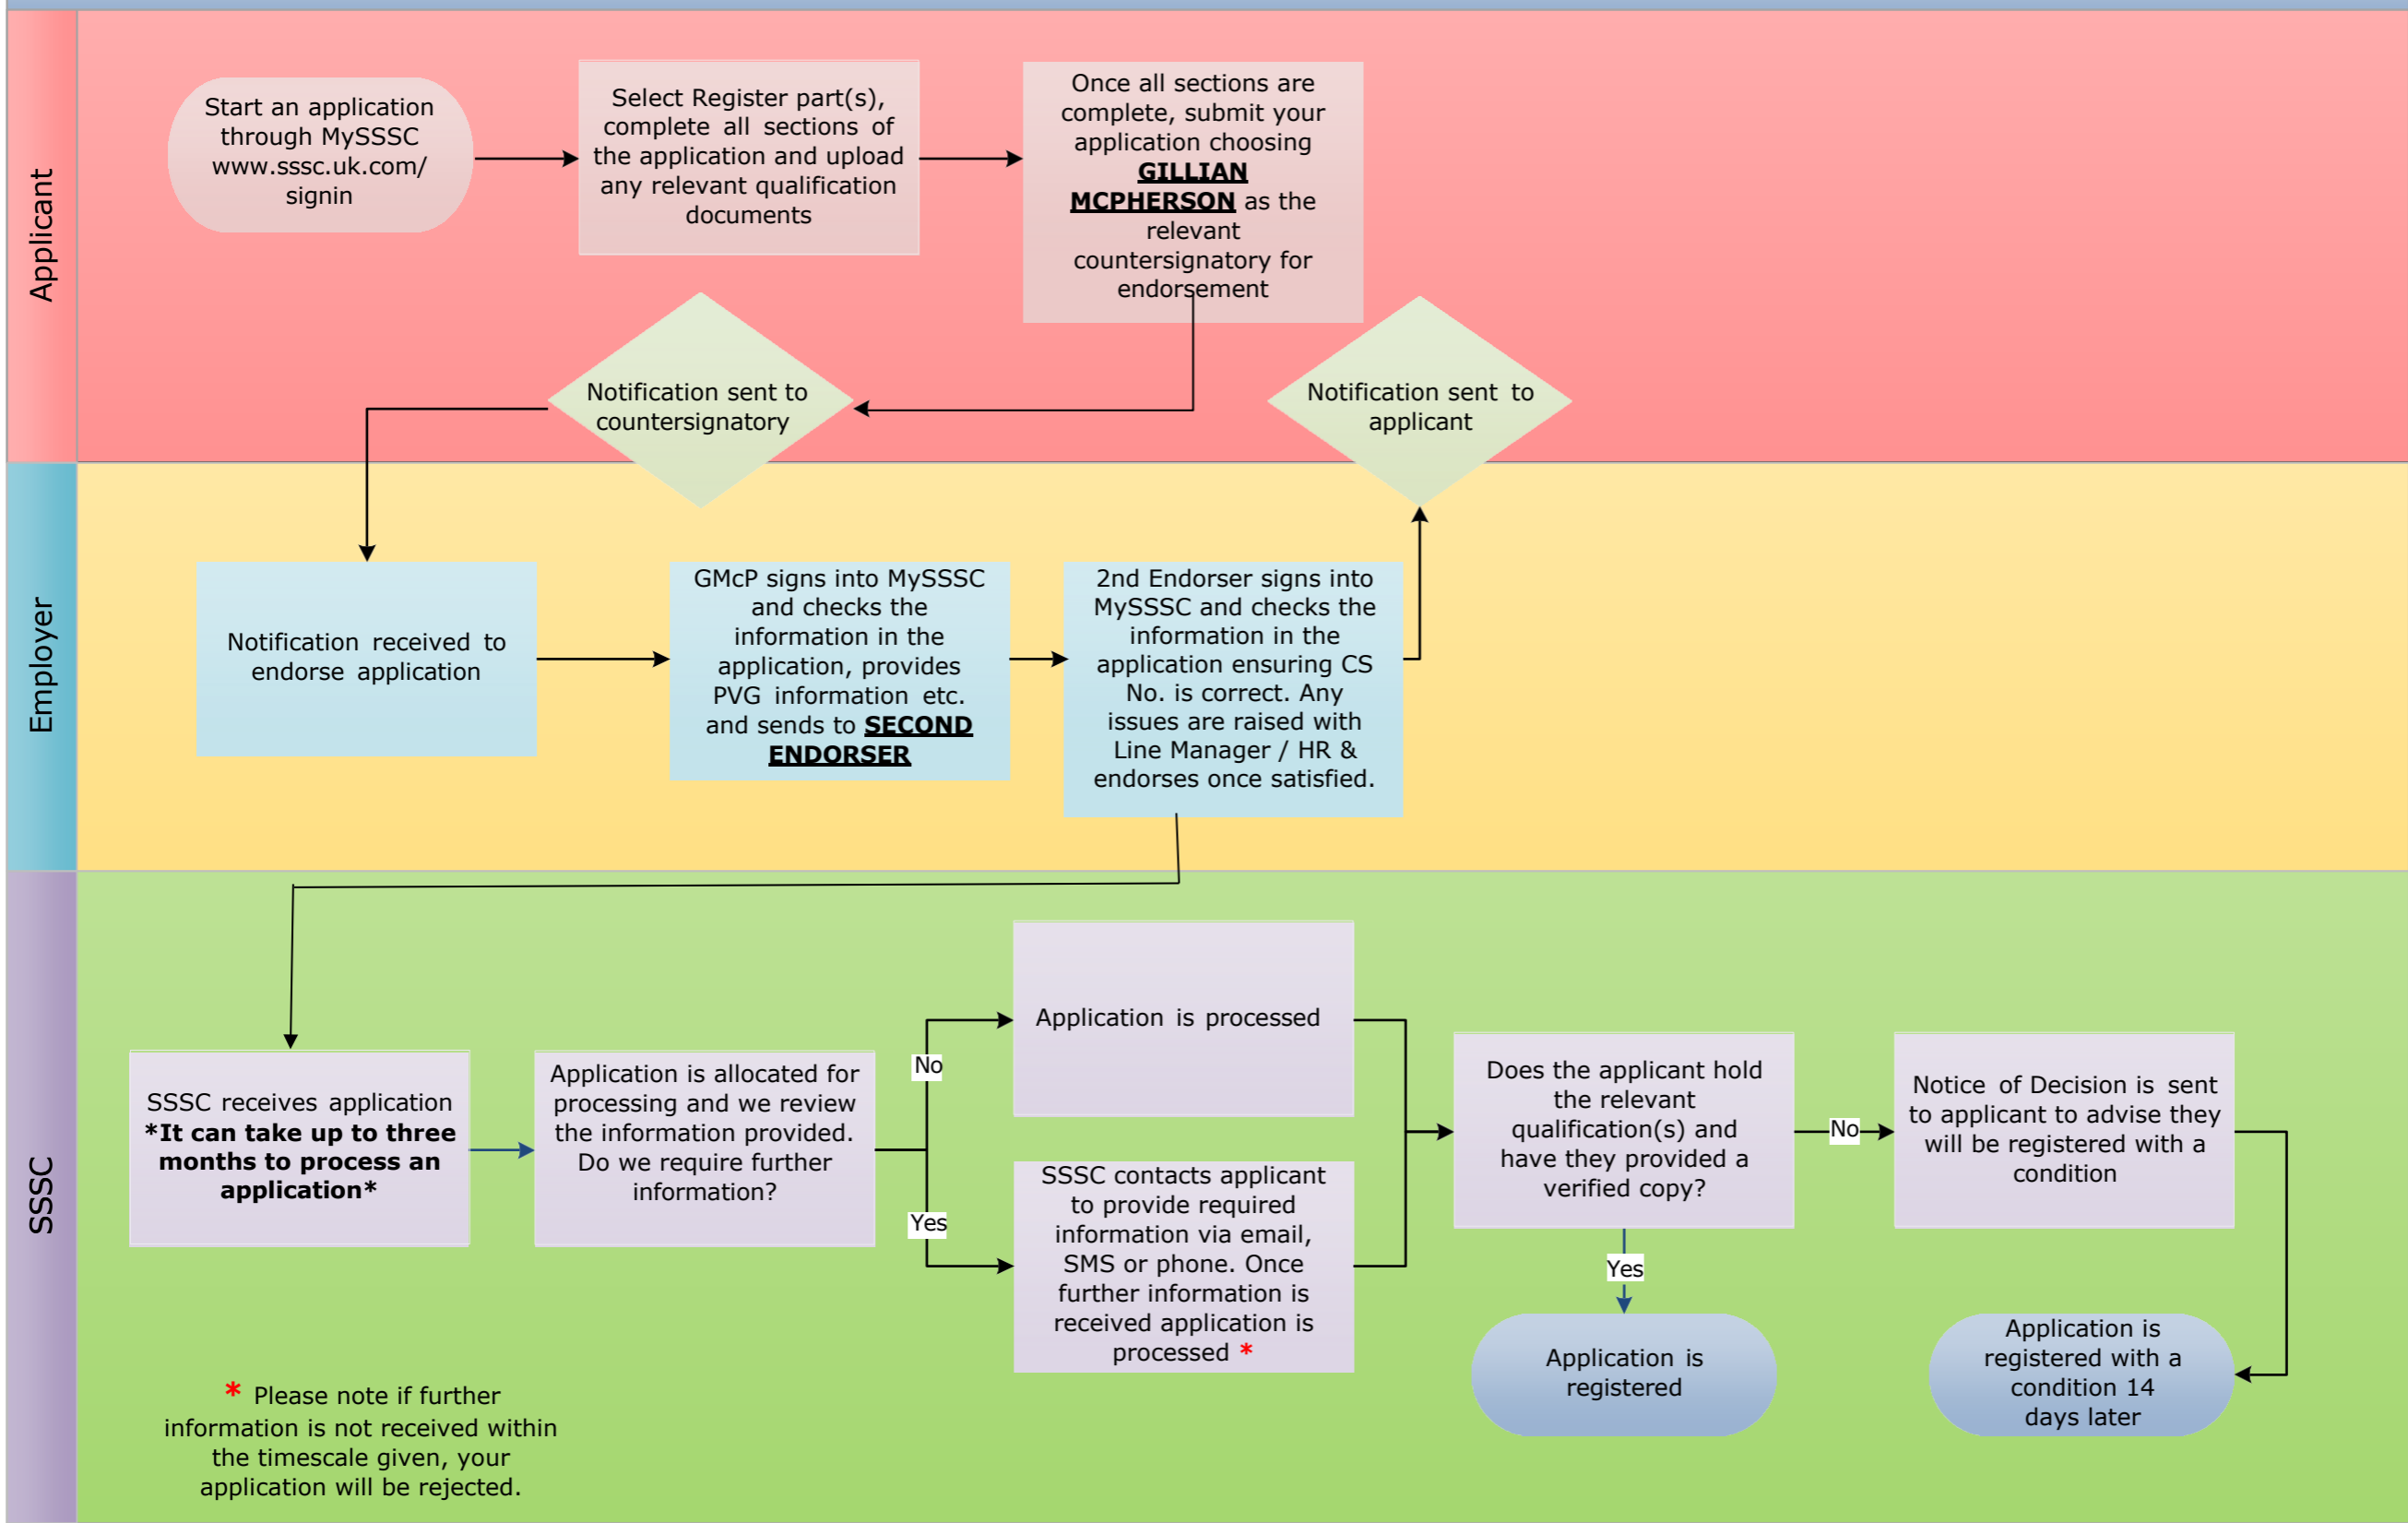 Applicant
Start an application
through MySSSC
www.sssc.uk.com/
signin
Select Register part(s),
complete all sections of
the application and upload
any relevant qualification
documents
Once all sections are
complete, submit your
application choosing
GILLIAN
MCPHERSON as the
relevant
countersignatory for
endorsement
Notification sent to
countersignatory
Notification sent to
applicant
Employer
Notification received to
endorse application
GMcP signs into MySSSC
and checks the
information in the
application, provides
PVG information etc.
and sends to SECOND
ENDORSER
2nd Endorser signs into
MySSSC and checks the
information in the
application ensuring CS
No. is correct. Any
issues are raised with
Line Manager / HR &
endorses once satisfied.
SSSC
SSSC receives application
*It can take up to three
months to process an
application*
Application is allocated for
processing and we review
the information provided.
Do we require further
information?
No
Yes
Application is processed
SSSC contacts applicant
to provide required
information via email,
SMS or phone. Once
further information is
received application is
processed *
Does the applicant hold
the relevant
qualification(s) and
have they provided a
verified copy?
No
Yes
Notice of Decision is sent
to applicant to advise they
will be registered with a
condition
Application is
registered
Application is
registered with a
condition 14
days later
* Please note if further
information is not received within
the timescale given, your
application will be rejected.